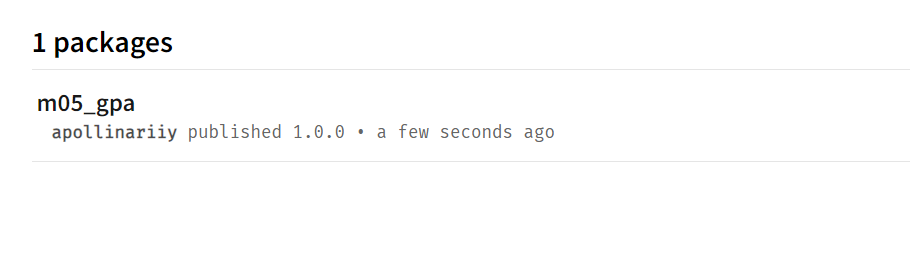 1 packages
m05_gpa
apollinariiy published 1.0.0 • a few seconds ago